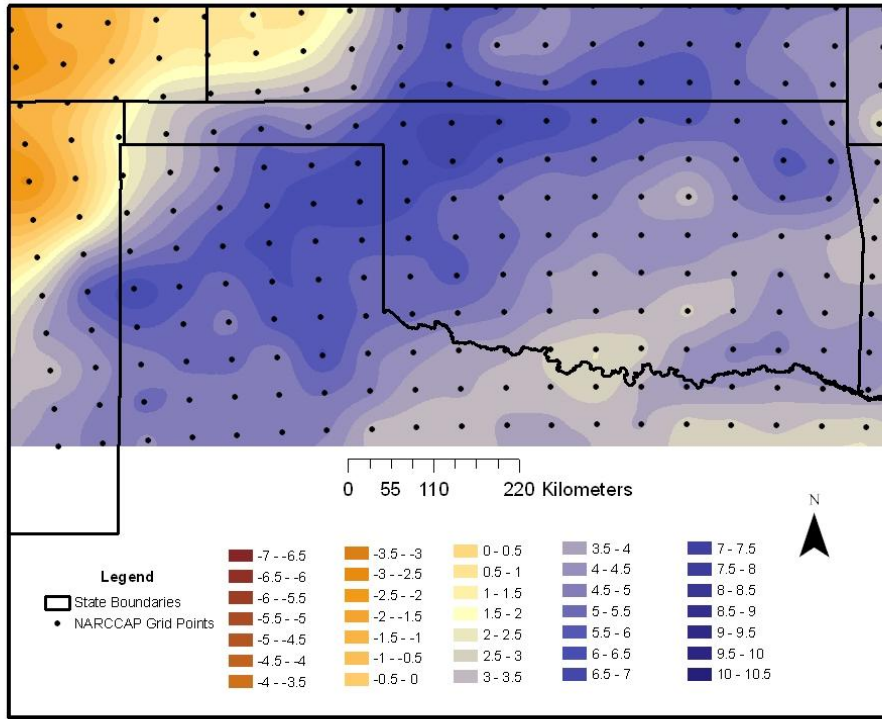 0 55 110 220 Kilometers
N
Legend
State Boundaries
NARCCAP Grid Points
-7 - -6.5
-6.5 - -6
-6 - -5.5
-5.5 - -5
-5 - -4.5
-4.5 - -4
-4 - -3.5
-3.5 - -3
-3 - -2.5
-2.5 - -2
-2 - -1.5
-1.5 - -1
-1 - -0.5
-0.5 - 0
0 - 0.5
0.5 - 1
1 - 1.5
1.5 - 2
2 - 2.5
2.5 - 3
3 - 3.5
3.5 - 4
4 - 4.5
4.5 - 5
5 - 5.5
5.5 - 6
6 - 6.5
6.5 - 7
7 - 7.5
7.5 - 8
8 - 8.5
8.5 - 9
9 - 9.5
9.5 - 10
10 - 10.5